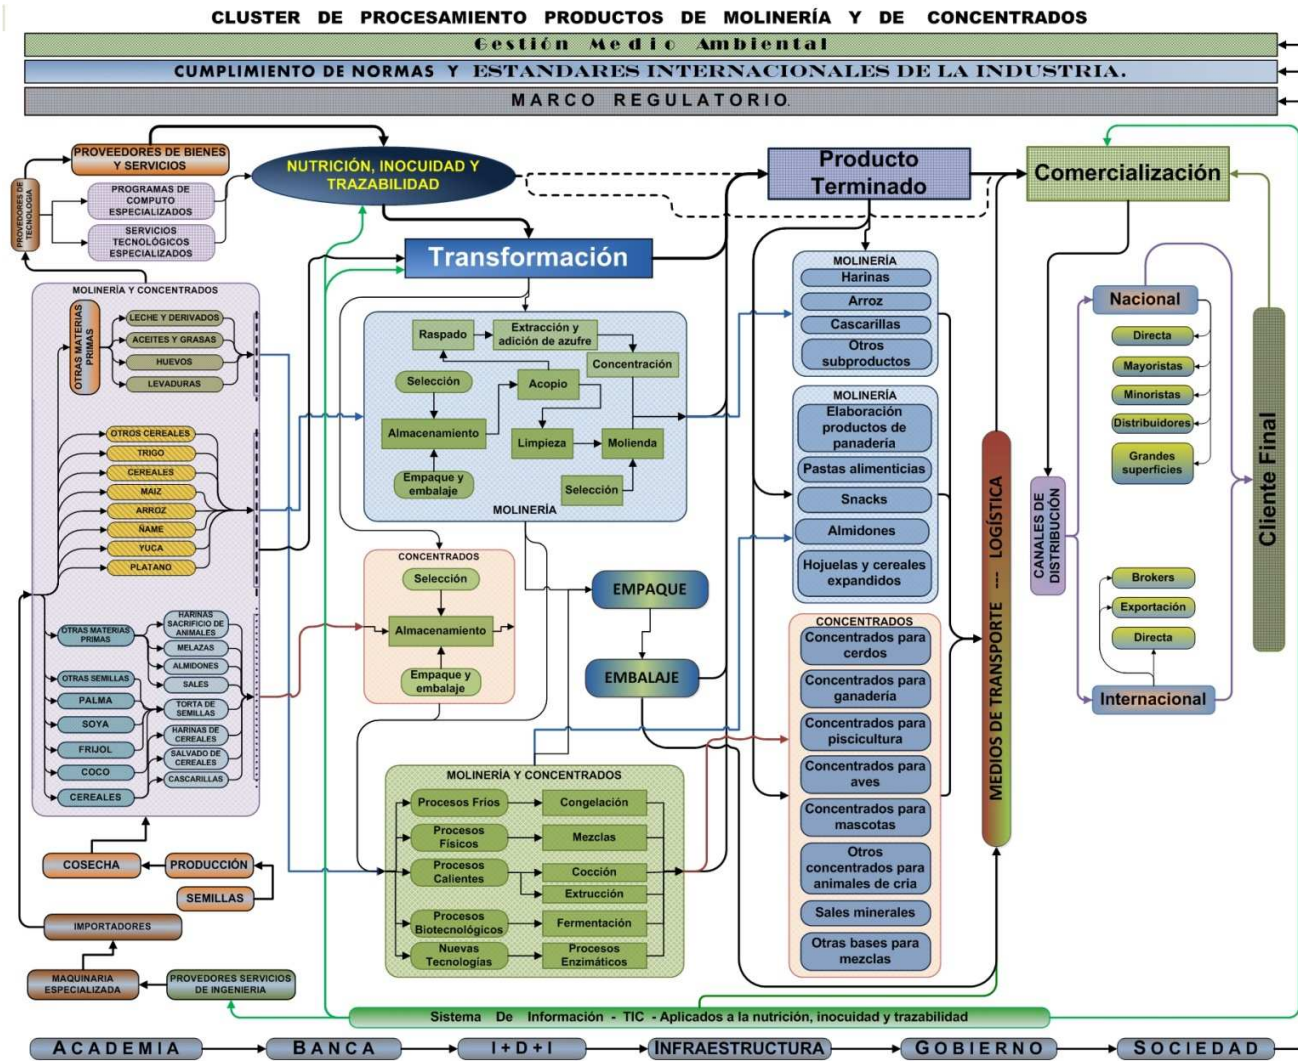 CLUSTER DE PROCESAMIENTO PRODUCTOS DE MOLINERÍA Y DE CONCENTRADOS
Gestión Medio Ambiental
CUMPLIMIENTO DE NORMAS Y ESTANDARES INTERNACIONALES DE LA INDUSTRIA.
MARCO REGULATORIO.
PROVEEDORES DE BIENES
Y SERVICIOS
PROVEDORES DE
TECNOLOGIA
PROGRAMAS DE
COMPUTO
ESPECIALIZADOS
SERVICIOS
TECNOLÓGICOS
ESPECIALIZADOS
NUTRICIÓN, INOCUIDAD Y
TRAZABILIDAD
Transformación
Producto
Terminado
Comercialización
MOLINERÍA Y CONCENTRADOS
OTRAS MATERIAS
PRIMAS
LECHE Y DERIVADOS
ACEITES Y GRASAS
HUEVOS
LEVADURAS
OTROS CEREALES
TRIGO
CEREALES
MAIZ
ARROZ
ÑAME
YUCA
PLATANO
OTRAS MATERIAS
PRIMAS
OTRAS SEMILLAS
PALMA
SOYA
FRIJOL
COCO
CEREALES
HARINAS
SACRIFICIO DE
ANIMALES
MELAZAS
ALMIDONES
SALES
TORTA DE
SEMILLAS
HARINAS DE
CEREALES
SALVADO DE
CEREALES
CASCARILLAS
COSECHA
PRODUCCIÓN
SEMILLAS
IMPORTADORES
MAQUINARIA
ESPECIALIZADA
PROVEDORES SERVICIOS
DE INGENIERIA
Raspado
Extracción y
adición de azufre
Concentración
Selección
Acopio
Almacenamiento
Limpieza
Molienda
Empaque y
embalaje
Selección
MOLINERÍA
CONCENTRADOS
Selección
Almacenamiento
Empaque y
embalaje
EMPAQUE
EMBALAJE
MOLINERÍA Y CONCENTRADOS
Procesos Fríos
Congelación
Procesos
Físicos
Mezclas
Procesos
Calientes
Cocción
Extrucción
Procesos
Biotecnológicos
Fermentación
Nuevas
Tecnologías
Procesos
Enzimáticos
MOLINERÍA
Harinas
Arroz
Cascarillas
Otros
subproductos
MOLINERÍA
Elaboración
productos de
panadería
Pastas alimenticias
Snacks
Almidones
Hojuelas y cereales
expandidos
CONCENTRADOS
Concentrados para
cerdos
Concentrados para
ganadería
Concentrados para
piscicultura
Concentrados para
aves
Concentrados para
mascotas
Otros
concentrados para
animales de cria
Sales minerales
Otras bases para
mezclas
MEDIOS DE TRANSPORTE --- LOGÍSTICA
CANALES DE
DISTRIBUCIÓN
Nacional
Directa
Mayoristas
Minoristas
Distribuidores
Grandes
superficies
Brokers
Exportación
Directa
Internacional
Cliente Final
Sistema De Información - TIC - Aplicados a la nutrición, inocuidad y trazabilidad
ACADEMIA
BANCA
I+D+I
INFRAESTRUCTURA
GOBIERNO
SOCIEDAD